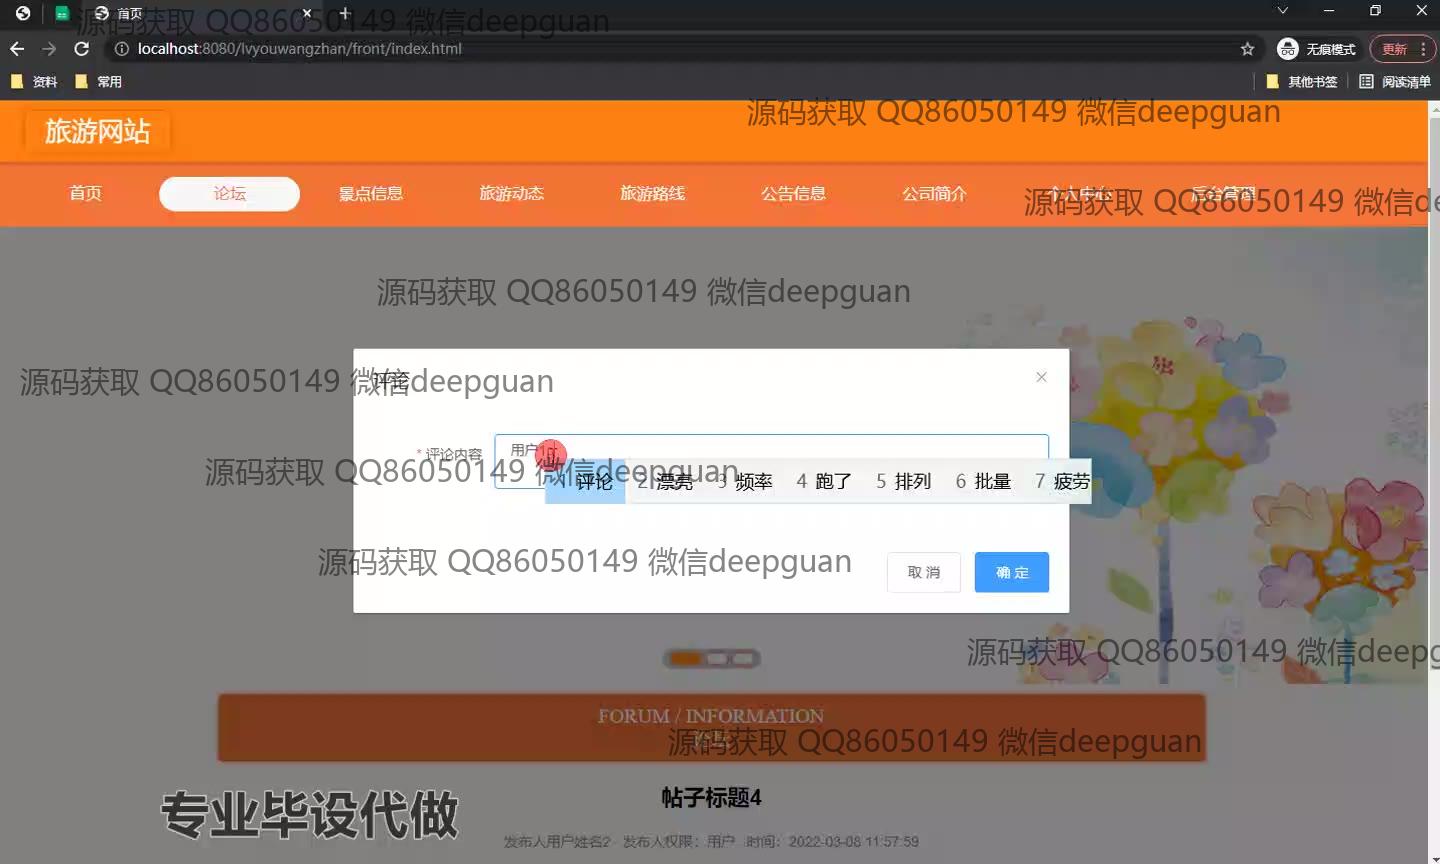 首页
源码获取 QQ86050149 微信deepguan
localhost:8080/lvyouwangzhan/front/index.html
无痕模式
更新
资料
常用
其他书签
阅读清单
旅游网站
源码获取 QQ86050149 微信deepguan
首页
论坛
景点信息
旅游动态
旅游路线
公告信息
公司简介
个人中心
后台管理
源码获取 QQ86050149 微信de
源码获取 QQ86050149 微信deepguan
评论
源码获取 QQ86050149 微信deepguan
* 评论内容
用户
源码获取 QQ86050149 微信deepguan
评论 2 漂亮 3 频率 4 跑了 5 排列 6 批量 7 疲劳
源码获取 QQ86050149 微信deepguan
取 消
确 定
源码获取 QQ86050149 微信deepg
FORUM / INFORMATION
论坛
源码获取 QQ86050149 微信deepguan
帖子标题4
专业毕设代做
发布人用户姓名2 发布人权限：用户 时间：2022-03-08 11:57:59